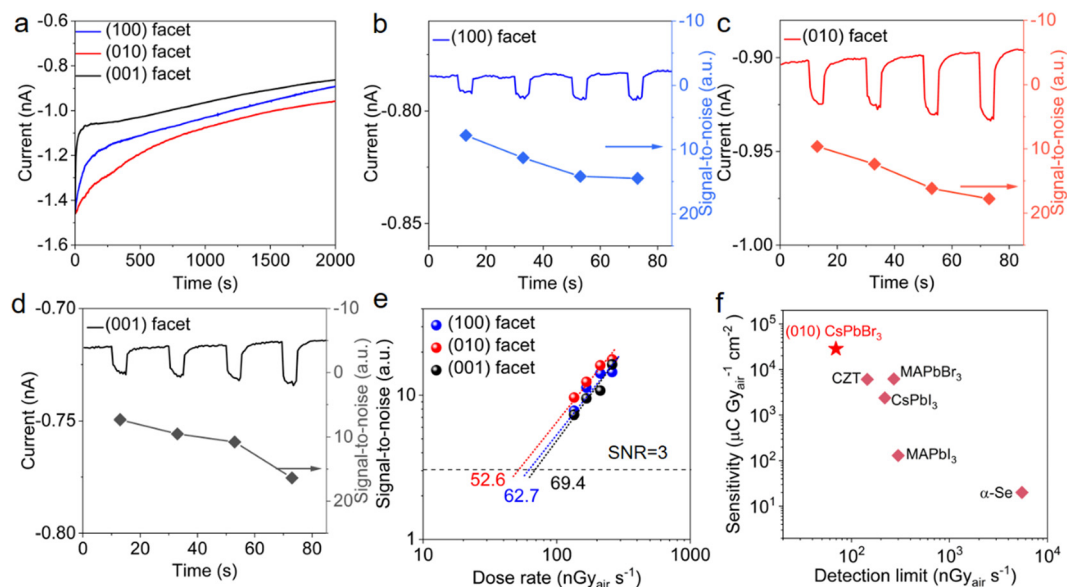 a
-0.6
-0.8
-1.0
-1.2
-1.4
-1.6
Current (nA)
(100) facet
(010) facet
(001) facet
0
500
1000
1500
2000
Time (s)
b
-0.80
-0.85
Current (nA)
(100) facet
-10
0
10
20
Signal-to-noise (a.u.)
0
20
40
60
80
Time (s)
c
-0.90
-0.95
-1.00
Current (nA)
(010) facet
-10
0
10
20
Signal-to-noise (a.u.)
0
20
40
60
80
Time (s)
d
-0.70
-0.75
-0.80
Current (nA)
(001) facet
-10
0
10
20
Signal-to-noise (a.u.)
0
20
40
60
80
Time (s)
e
Signal-to-noise (a.u.)
10
1
(100) facet
(010) facet
(001) facet
SNR=3
52.6
62.7
69.4
10
100
1000
Dose rate (nGyair s⁻¹)
f
Sensitivity (μC Gyair⁻¹ cm⁻²)
10⁵
10⁴
10³
10²
10¹
(010) CsPbBr₃
CZT
MAPbBr₃
CsPbI₃
MAPbI₃
α-Se
10²
10³
10⁴
Detection limit (nGyair s⁻¹)